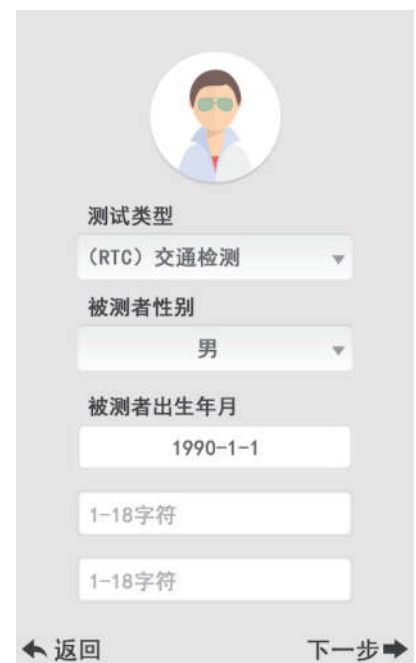 测试类型
（RTC）交通检测
被测者性别
男
被测者出生年月
1990-1-1
1-18字符
1-18字符
返回 下一步